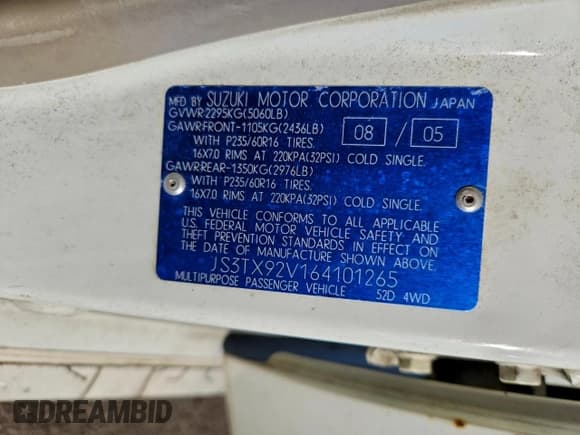 MFD BY SUZUKI MOTOR CORPORATION JAPAN
GVWR:2295KG(5060LB)
GAWR:FRONT-1105KG(2436LB)
WITH P235/60R16 TIRES.
16X7.0 RIMS AT 220KPA(32PSI) COLD SINGLE.
08 / 05
GAWR:REAR-1350KG(2976LB)
WITH P235/60R16 TIRES.
16X7.0 RIMS AT 220KPA(32PSI) COLD SINGLE.
THIS VEHICLE CONFORMS TO ALL APPLICABLE
U.S. FEDERAL MOTOR VEHICLE SAFETY AND
THEFT PREVENTION STANDARDS IN EFFECT ON
THE DATE OF MANUFACTURE SHOWN ABOVE.
JS3TX92V164101265
MULTIPURPOSE PASSENGER VEHICLE 52D 4WD
DREAMBID